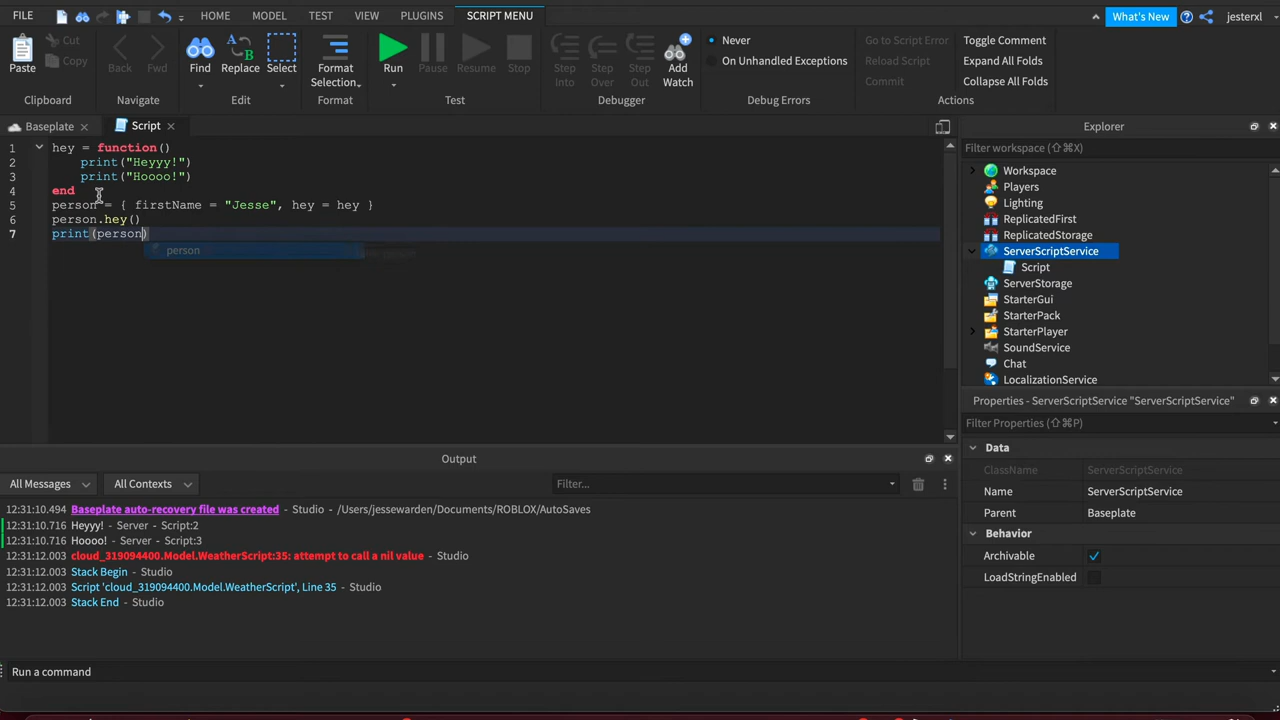 FILE HOME MODEL TEST VIEW PLUGINS SCRIPT MENU What's New jesterxl
Paste Cut Copy Back Fwd Find Replace Select Format Selection Run Pause Resume Stop Step Into Step Over Step Out Add Watch Never On Unhandled Exceptions Go to Script Error Reload Script Commit Toggle Comment Expand All Folds Collapse All Folds
Clipboard Navigate Edit Format Test Debugger Debug Errors Actions
Baseplate Script
1 hey = function()
2 print("Heyyy!")
3 print("Hoooo!")
4 end
5 person = { firstName = "Jesse", hey = hey }
6 person.hey()
7 print(person)
person
Explorer
Filter workspace (⇧⌘X)
Workspace
Players
Lighting
ReplicatedFirst
ReplicatedStorage
ServerScriptService
Script
ServerStorage
StarterGui
StarterPack
StarterPlayer
SoundService
Chat
LocalizationService
Properties - ServerScriptService "ServerScriptService"
Filter Properties (⇧⌘P)
Data
ClassName ServerScriptService
Name ServerScriptService
Parent Baseplate
Behavior
Archivable
LoadStringEnabled
Output
All Messages All Contexts Filter...
12:31:10.494 Baseplate auto-recovery file was created - Studio - /Users/jessewarden/Documents/ROBLOX/AutoSaves
12:31:10.716 Heyyy! - Server - Script:2
12:31:10.716 Hoooo! - Server - Script:3
12:31:12.003 cloud_319094400.Model.WeatherScript:35: attempt to call a nil value - Studio
12:31:12.003 Stack Begin - Studio
12:31:12.003 Script 'cloud_319094400.Model.WeatherScript', Line 35 - Studio
12:31:12.003 Stack End - Studio
Run a command